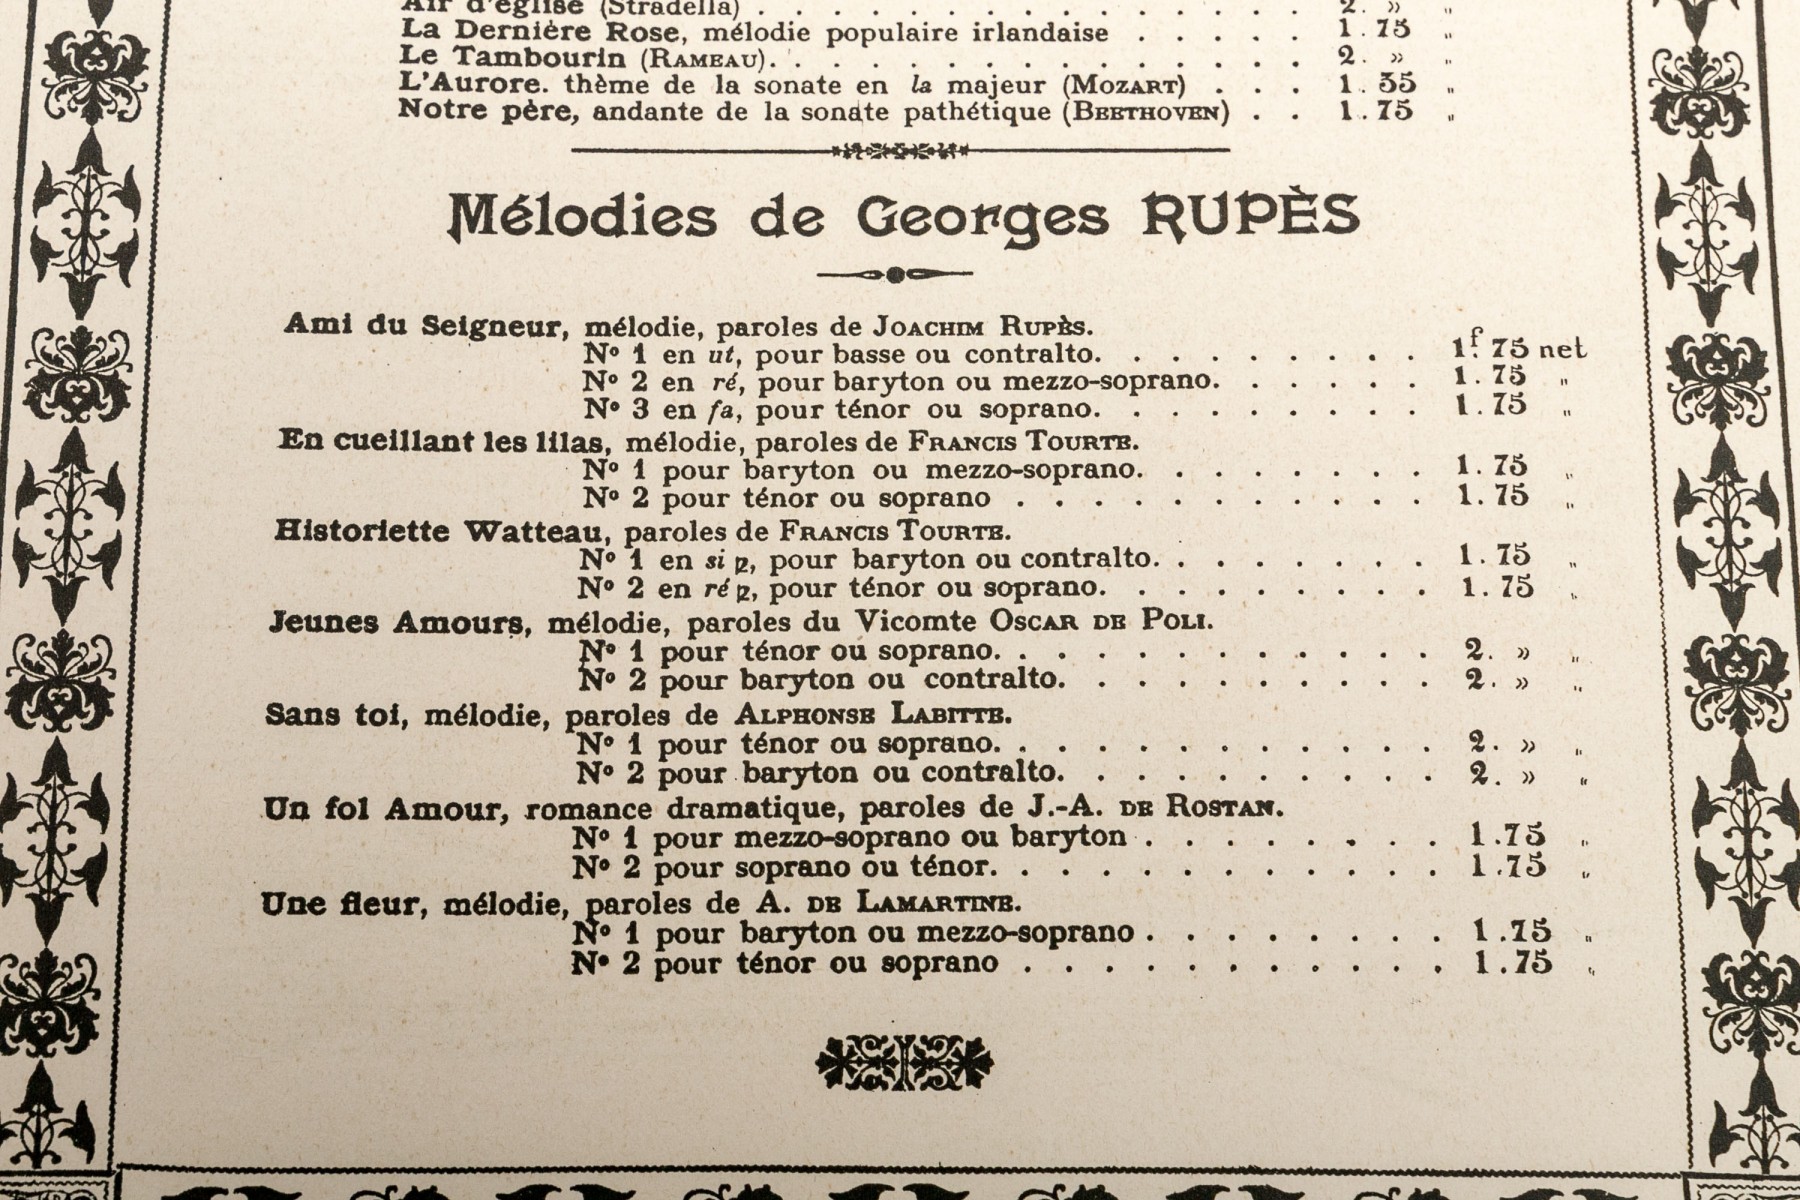 Air d'église (Stradella) . . . . . . . . . . . . . . 2. » "
La Dernière Rose, mélodie populaire irlandaise . . . . . 1.75 "
Le Tambourin (RAMEAU). . . . . . . . . . . . . . 2. » "
L'Aurore. thème de la sonate en la majeur (MOZART) . . . 1.35 "
Notre père, andante de la sonate pathétique (BEETHOVEN) . . 1.75 "
Mélodies de Georges RUPÈS
Ami du Seigneur, mélodie, paroles de JOACHIM RUPÈS.
Nº 1 en ut, pour basse ou contralto. . . . . . . . . 1f. 75 net
Nº 2 en ré, pour baryton ou mezzo-soprano. . . . . . 1.75 "
Nº 3 en fa, pour ténor ou soprano. . . . . . . . . 1.75 "
En cueillant les lilas, mélodie, paroles de FRANCIS TOURTE.
Nº 1 pour baryton ou mezzo-soprano. . . . . . . . 1.75 "
Nº 2 pour ténor ou soprano . . . . . . . . . . . 1.75 "
Historiette Watteau, paroles de FRANCIS TOURTE.
Nº 1 en si ♭, pour baryton ou contralto. . . . . . . . 1.75 "
Nº 2 en ré ♭, pour ténor ou soprano. . . . . . . . . 1.75 "
Jeunes Amours, mélodie, paroles du Vicomte OSCAR DE POLI.
Nº 1 pour ténor ou soprano. . . . . . . . . . . . 2. » "
Nº 2 pour baryton ou contralto. . . . . . . . . . 2. » "
Sans toi, mélodie, paroles de ALPHONSE LABITTE.
Nº 1 pour ténor ou soprano. . . . . . . . . . . . 2. » "
Nº 2 pour baryton ou contralto. . . . . . . . . . 2. » "
Un fol Amour, romance dramatique, paroles de J.-A. DE ROSTAN.
Nº 1 pour mezzo-soprano ou baryton . . . . . . . . 1.75 "
Nº 2 pour soprano ou ténor. . . . . . . . . . . . 1.75 "
Une fleur, mélodie, paroles de A. DE LAMARTINE.
Nº 1 pour baryton ou mezzo-soprano . . . . . . . . 1.75 "
Nº 2 pour ténor ou soprano . . . . . . . . . . . 1.75 "